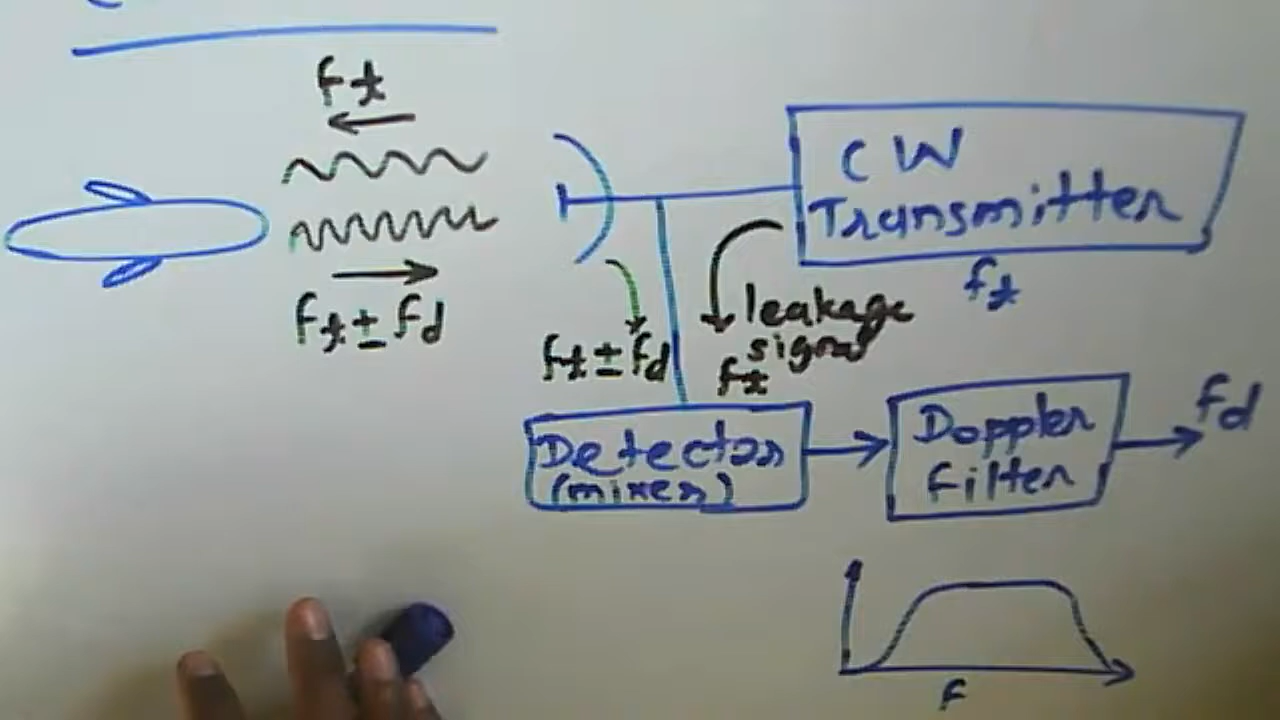 ft
CW
Transmitter
ft
ft ± fd
leakage
signal
ft ± fd
ft
Detector
(mixer)
Doppler
Filter
fd
F